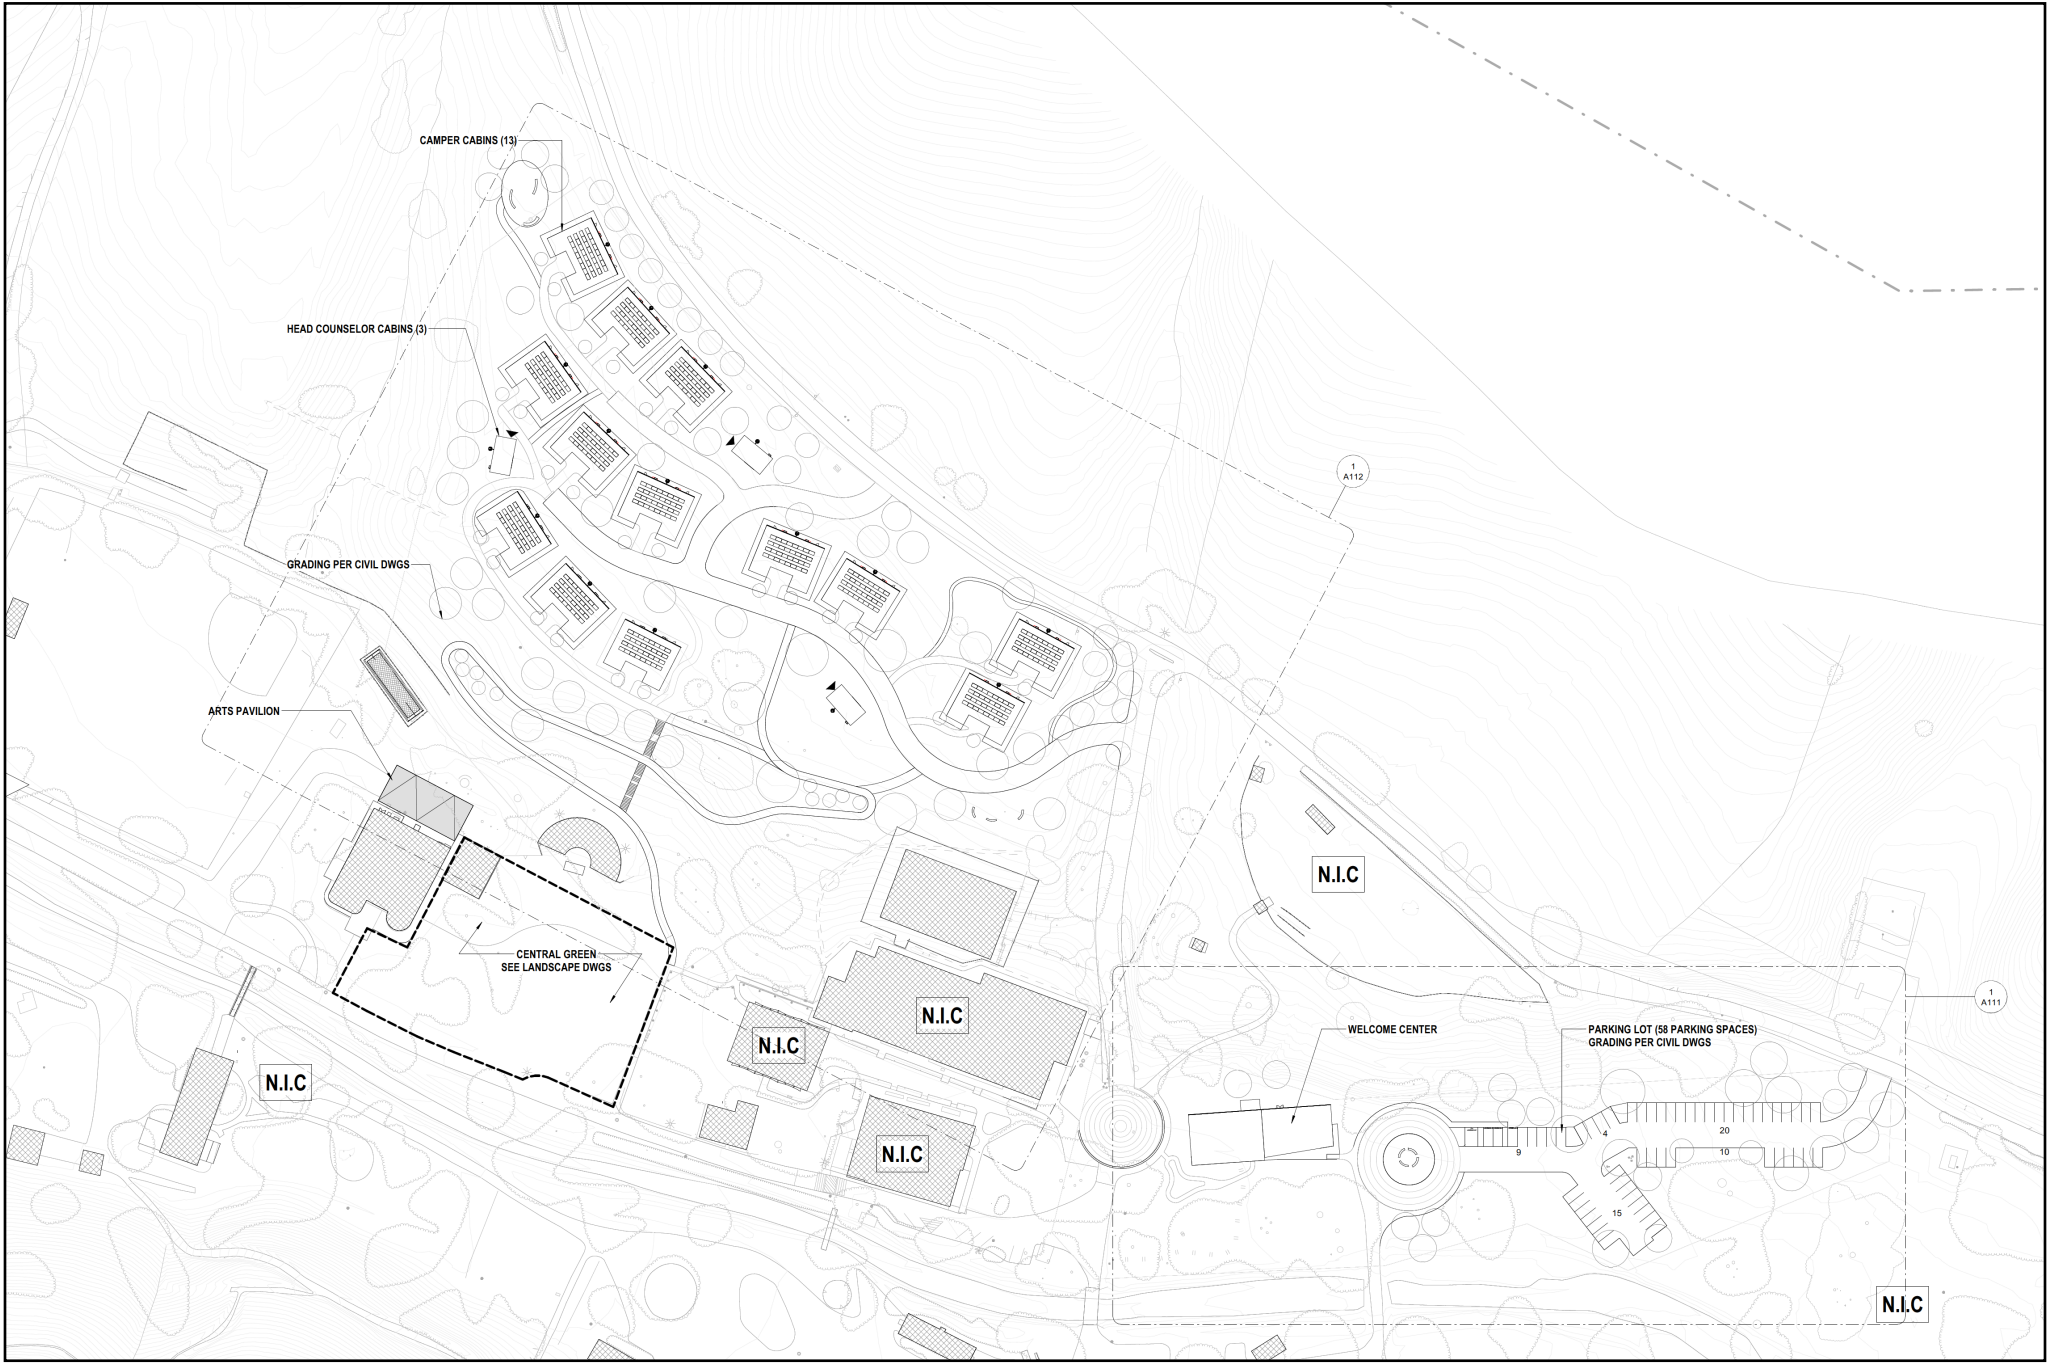 CAMPER CABINS (13)
HEAD COUNSELOR CABINS (3)
1
A112
GRADING PER CIVIL DWGS
ARTS PAVILION
N.I.C
CENTRAL GREEN
SEE LANDSCAPE DWGS
1
A111
N.I.C
WELCOME CENTER
PARKING LOT (58 PARKING SPACES)
GRADING PER CIVIL DWGS
N.I.C
N.I.C
4
20
9
10
N.I.C
15
N.I.C